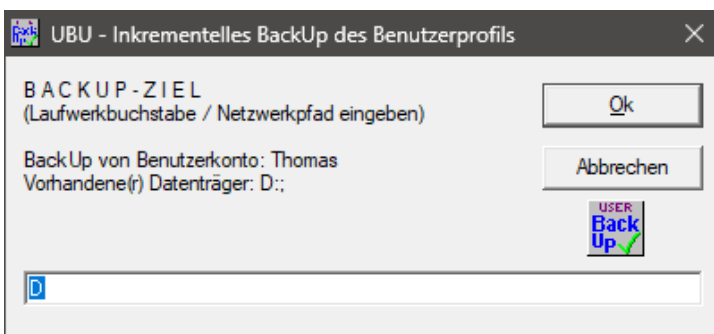 UBU - Inkrementelles BackUp des Benutzerprofils
B A C K U P - Z I E L
(Laufwerkbuchstabe / Netzwerkpfad eingeben)
Ok
BackUp von Benutzerkonto: Thomas
Vorhandene(r) Datenträger: D:;
Abbrechen
USER
Back
Up
D